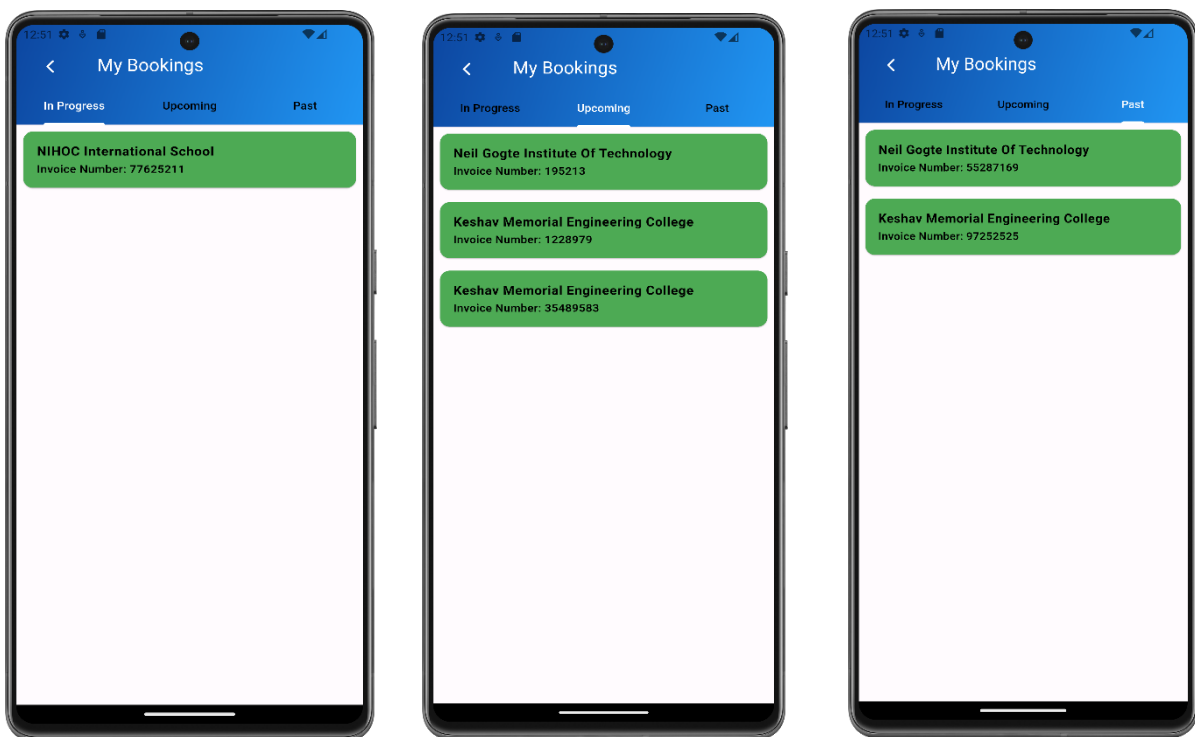 12:51
My Bookings
In Progress Upcoming Past
NIHOC International School
Invoice Number: 77625211
12:51
My Bookings
In Progress Upcoming Past
Neil Gogte Institute Of Technology
Invoice Number: 195213
Keshav Memorial Engineering College
Invoice Number: 1228979
Keshav Memorial Engineering College
Invoice Number: 35489583
12:51
My Bookings
In Progress Upcoming Past
Neil Gogte Institute Of Technology
Invoice Number: 55287169
Keshav Memorial Engineering College
Invoice Number: 97252525